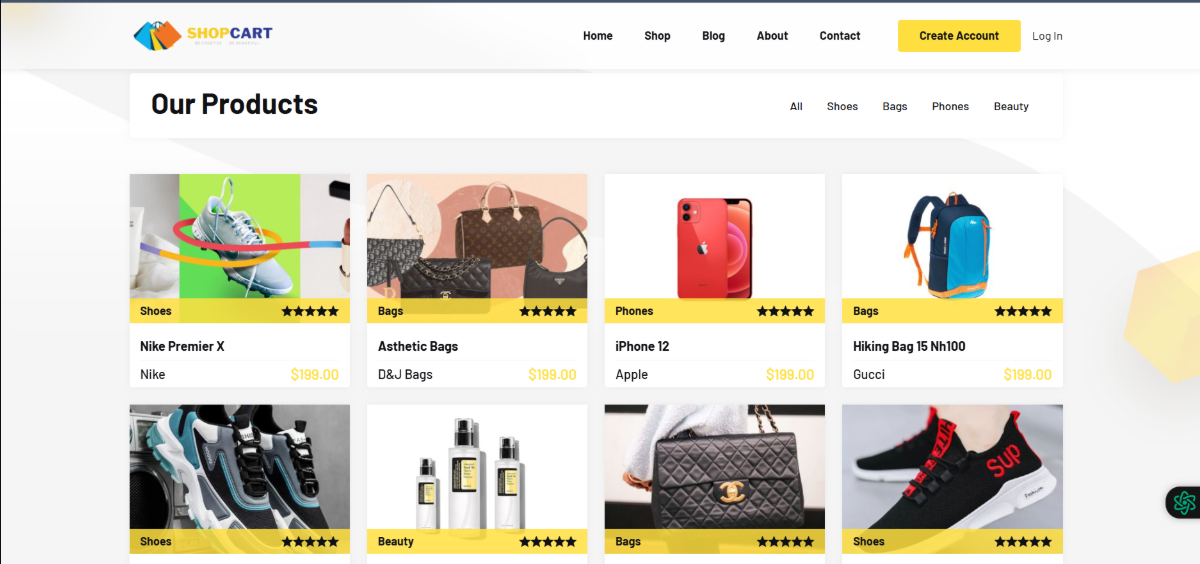 SHOPCART
Home Shop Blog About Contact Create Account Log In
Our Products
All Shoes Bags Phones Beauty
Shoes ★★★★★
Bags ★★★★★
Phones ★★★★★
Bags ★★★★★
Nike Premier X
Asthetic Bags
iPhone 12
Hiking Bag 15 Nh100
Nike $199.00
D&J Bags $199.00
Apple $199.00
Gucci $199.00
Sup
Shoes ★★★★★
Beauty ★★★★★
Bags ★★★★★
Shoes ★★★★★